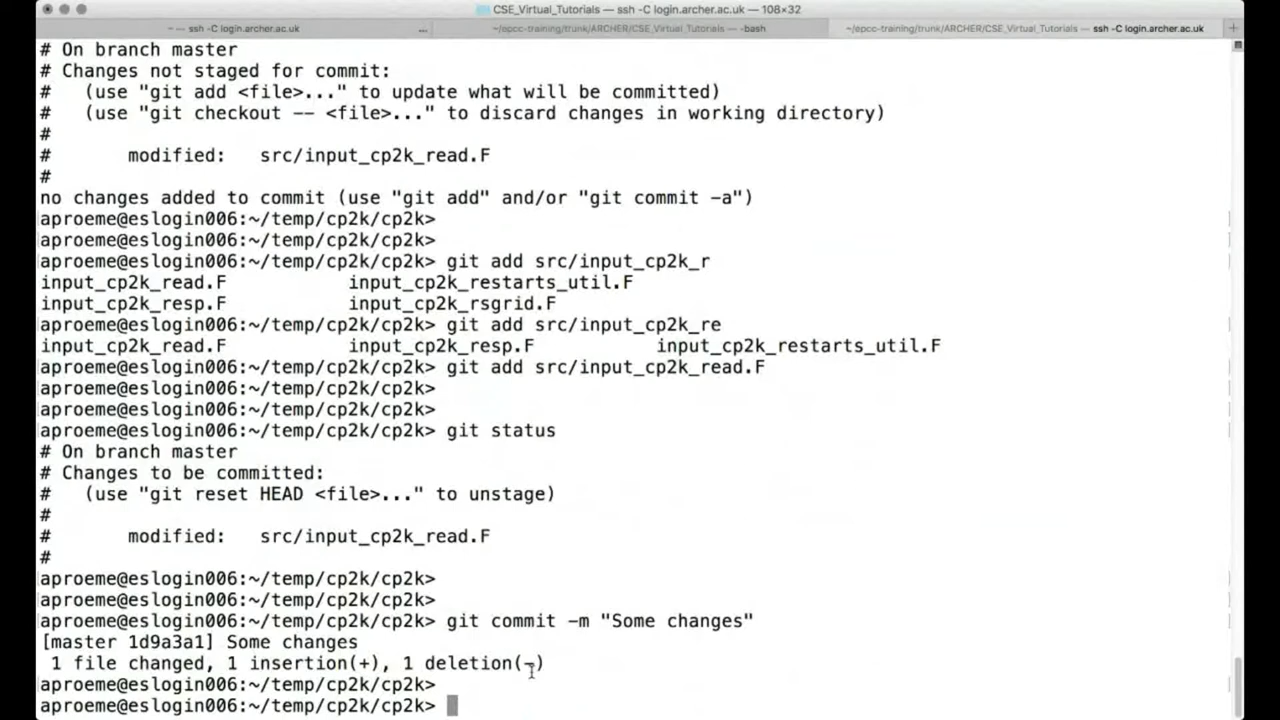 CSE_Virtual_Tutorials — ssh -C login.archer.ac.uk — 108×32
~ — ssh -C login.archer.ac.uk ... ~/epcc-training/trunk/ARCHER/CSE_Virtual_Tutorials — -bash ~/epcc-training/trunk/ARCHER/CSE_Virtual_Tutorials — ssh -C login.archer.ac.uk +
# On branch master
# Changes not staged for commit:
#   (use "git add <file>..." to update what will be committed)
#   (use "git checkout -- <file>..." to discard changes in working directory)
#
#       modified:   src/input_cp2k_read.F
#
no changes added to commit (use "git add" and/or "git commit -a")
aproeme@eslogin006:~/temp/cp2k/cp2k>
aproeme@eslogin006:~/temp/cp2k/cp2k>
aproeme@eslogin006:~/temp/cp2k/cp2k> git add src/input_cp2k_r
input_cp2k_read.F           input_cp2k_restarts_util.F
input_cp2k_resp.F           input_cp2k_rsgrid.F
aproeme@eslogin006:~/temp/cp2k/cp2k> git add src/input_cp2k_re
input_cp2k_read.F           input_cp2k_resp.F           input_cp2k_restarts_util.F
aproeme@eslogin006:~/temp/cp2k/cp2k> git add src/input_cp2k_read.F
aproeme@eslogin006:~/temp/cp2k/cp2k>
aproeme@eslogin006:~/temp/cp2k/cp2k>
aproeme@eslogin006:~/temp/cp2k/cp2k> git status
# On branch master
# Changes to be committed:
#   (use "git reset HEAD <file>..." to unstage)
#
#       modified:   src/input_cp2k_read.F
#
aproeme@eslogin006:~/temp/cp2k/cp2k>
aproeme@eslogin006:~/temp/cp2k/cp2k>
aproeme@eslogin006:~/temp/cp2k/cp2k> git commit -m "Some changes"
[master 1d9a3a1] Some changes
 1 file changed, 1 insertion(+), 1 deletion(-)
aproeme@eslogin006:~/temp/cp2k/cp2k>
aproeme@eslogin006:~/temp/cp2k/cp2k>